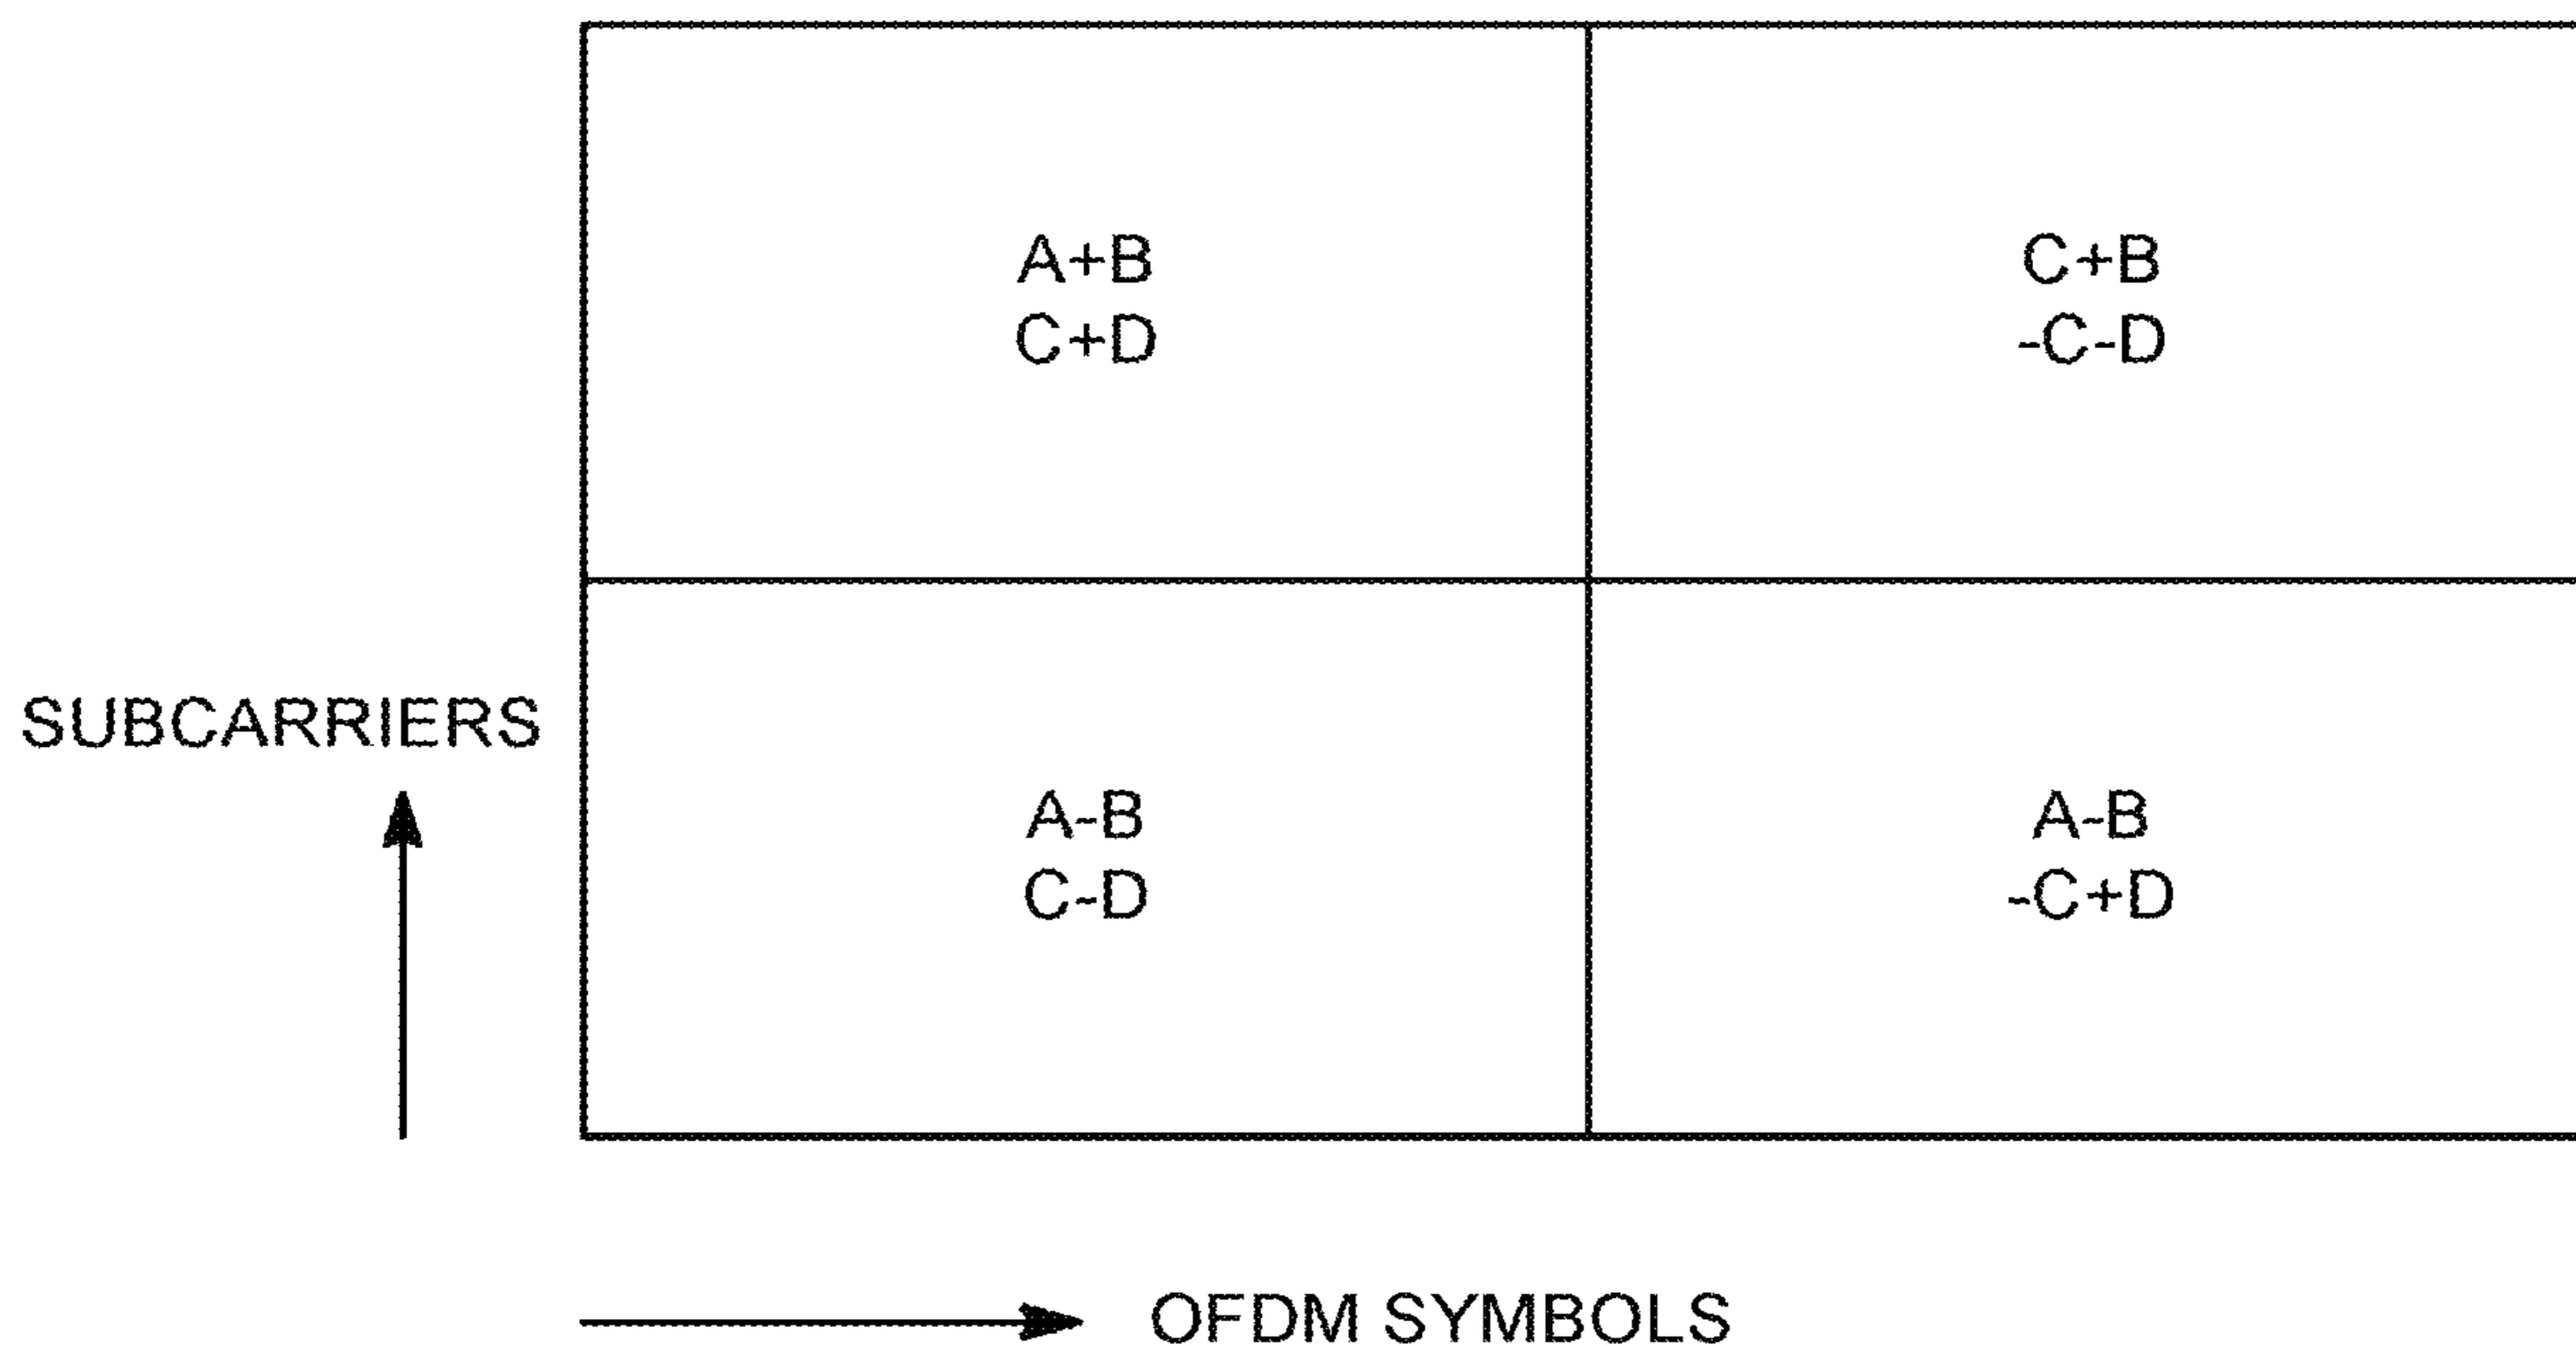 A+B
C+D
C+B
-C-D
SUBCARRIERS
A-B
C-D
A-B
-C+D
OFDM SYMBOLS